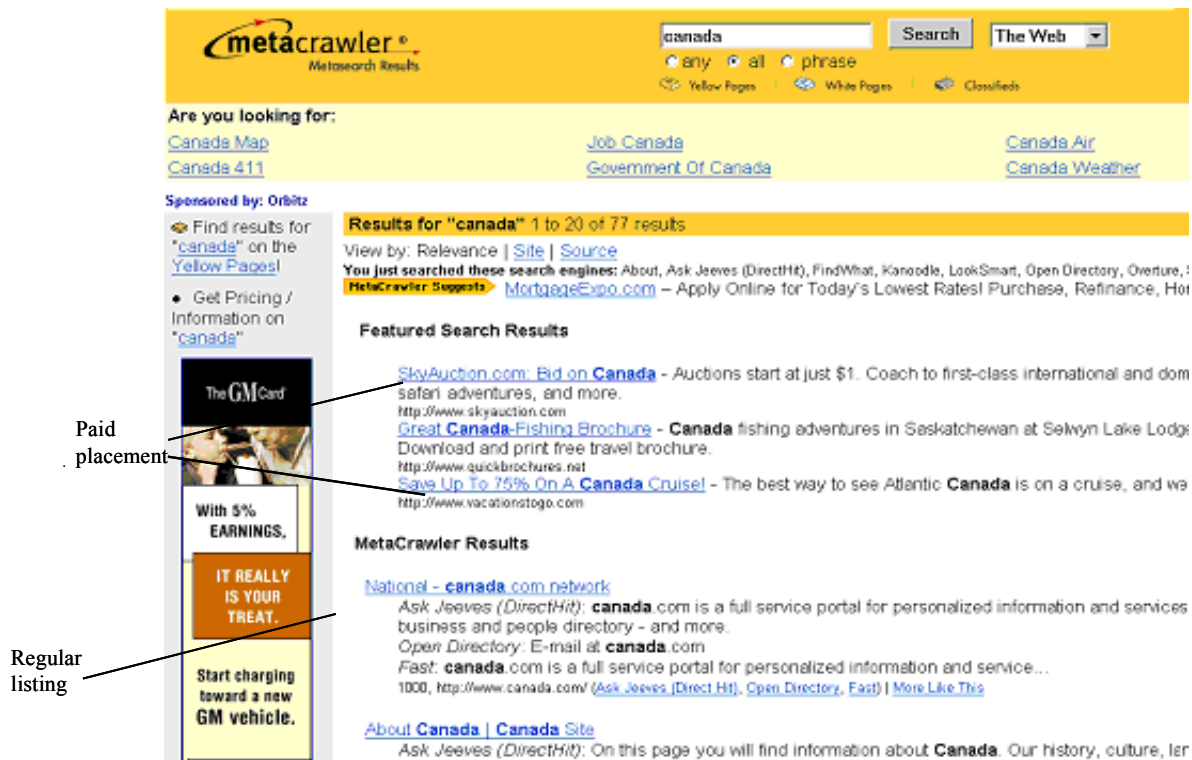 metacrawler ®
Metasearch Results
canada
Search
The Web
any all phrase
Yellow Pages | White Pages | Classifieds
Are you looking for:
Canada Map Job Canada Canada Air
Canada 411 Government Of Canada Canada Weather
Sponsored by: Orbitz
Find results for
"canada" on the
Yellow Pages!
• Get Pricing /
Information on
"canada"
The GM Card
With 5%
EARNINGS,
IT REALLY
IS YOUR
TREAT.
Start charging
toward a new
GM vehicle.
Results for "canada" 1 to 20 of 77 results
View by: Relevance | Site | Source
You just searched these search engines: About, Ask Jeeves (DirectHit), FindWhat, Kanoodle, LookSmart, Open Directory, Overture,
MetaCrawler Suggests MortgageExpo.com – Apply Online for Today's Lowest Rates! Purchase, Refinance,
Featured Search Results
SkyAuction.com: Bid on Canada - Auctions start at just $1. Coach to first-class international and
safari adventures, and more.
http://www.skyauction.com
Great Canada-Fishing Brochure - Canada fishing adventures in Saskatchewan at Selwyn Lake Lodge
Download and print free travel brochure.
http://www.quickbrochures.net
Save Up To 75% On A Canada Cruise! - The best way to see Atlantic Canada is on a cruise, and we
http://www.vacationstogo.com
MetaCrawler Results
National - canada.com network
Ask Jeeves (DirectHit): canada.com is a full service portal for personalized information and services
business and people directory - and more.
Open Directory: E-mail at canada.com
Fast: canada.com is a full service portal for personalized information and service...
1000, http://www.canada.com/ (Ask Jeeves (Direct Hit), Open Directory, Fast) | More Like This
About Canada | Canada Site
Ask Jeeves (DirectHit): On this page you will find information about Canada. Our history, culture,
Paid
placement
Regular
listing